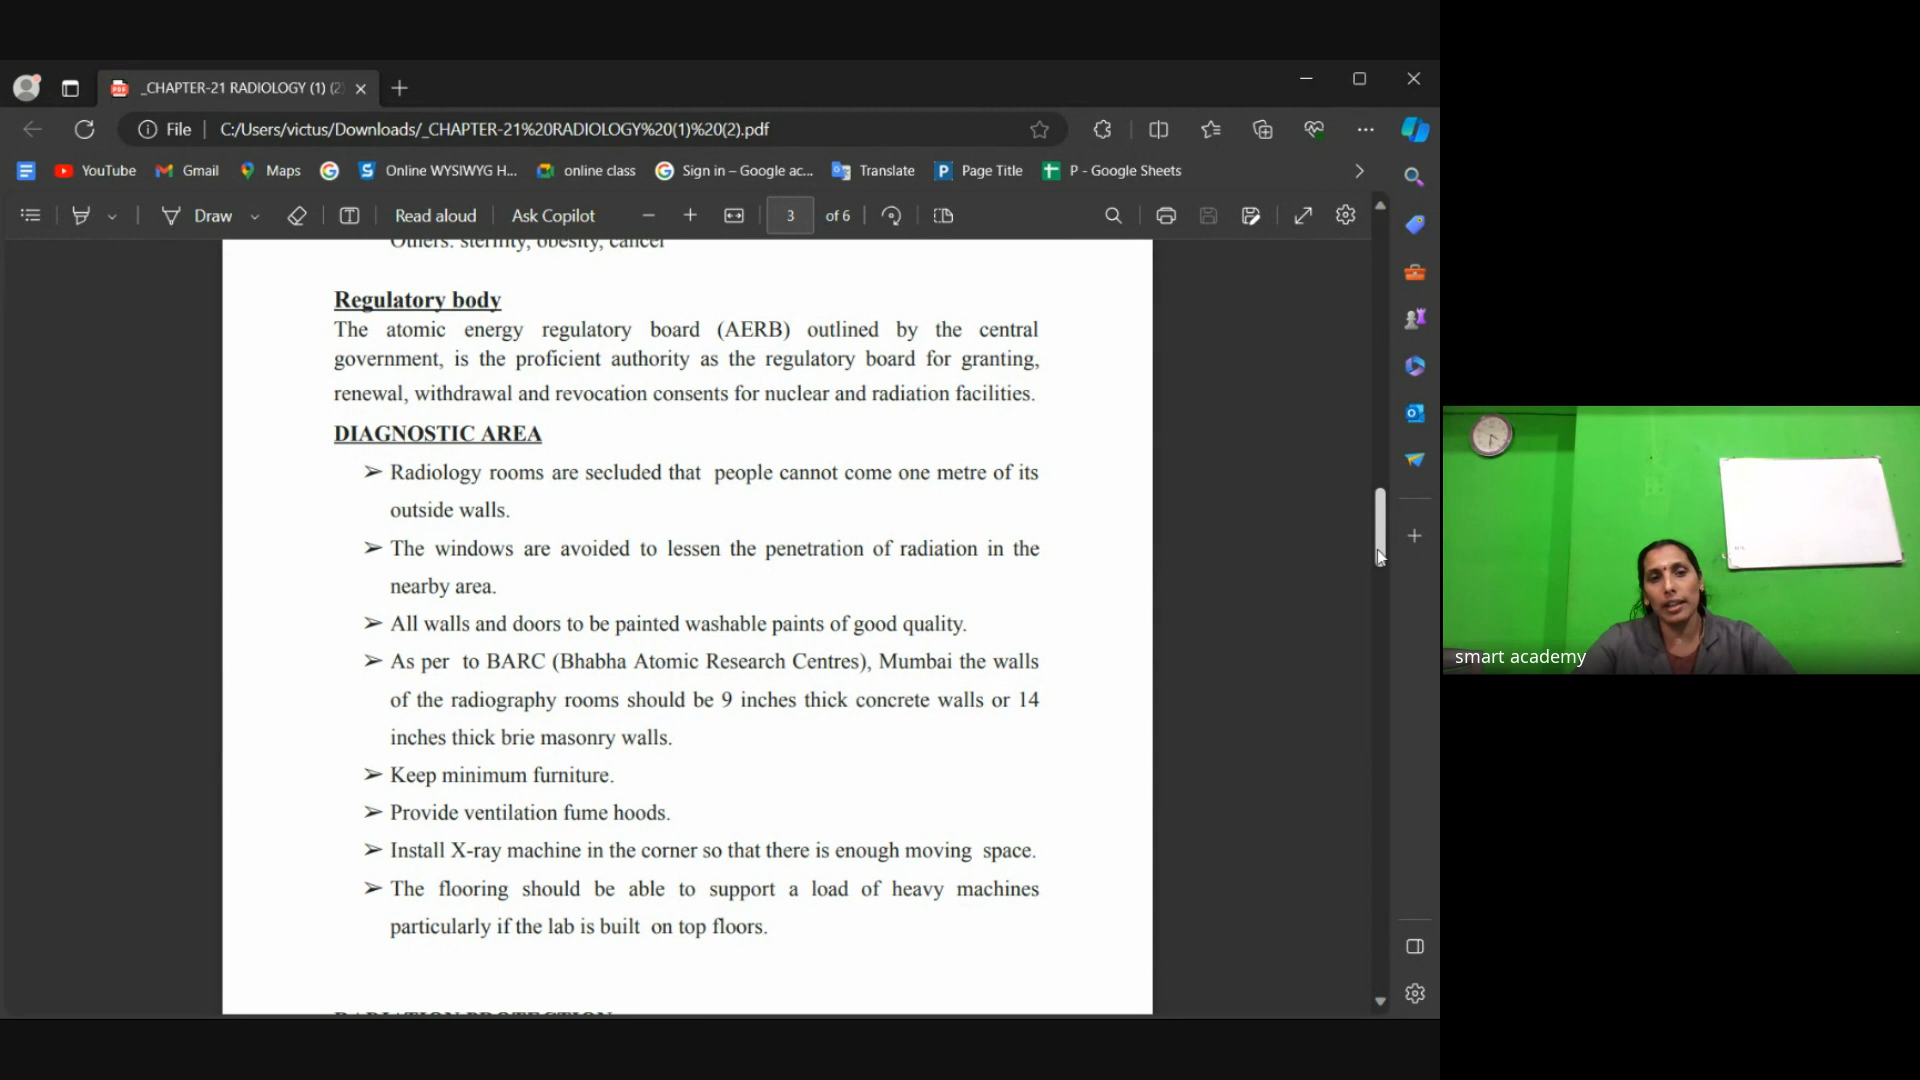 _CHAPTER-21 RADIOLOGY (1) (2)
File C:/Users/victus/Downloads/_CHAPTER-21%20RADIOLOGY%20(1)%20(2).pdf
YouTube Gmail Maps Online WYSIWYG H... online class Sign in – Google ac... Translate Page Title P - Google Sheets
Draw Read aloud Ask Copilot 3 of 6
Others: sterility, obesity, cancer
Regulatory body
The atomic energy regulatory board (AERB) outlined by the central
government, is the proficient authority as the regulatory board for granting,
renewal, withdrawal and revocation consents for nuclear and radiation facilities.
DIAGNOSTIC AREA
➢ Radiology rooms are secluded that people cannot come one metre of its
outside walls.
➢ The windows are avoided to lessen the penetration of radiation in the
nearby area.
➢ All walls and doors to be painted washable paints of good quality.
➢ As per to BARC (Bhabha Atomic Research Centres), Mumbai the walls
of the radiography rooms should be 9 inches thick concrete walls or 14
inches thick brie masonry walls.
➢ Keep minimum furniture.
➢ Provide ventilation fume hoods.
➢ Install X-ray machine in the corner so that there is enough moving space.
➢ The flooring should be able to support a load of heavy machines
particularly if the lab is built on top floors.
RADIATION PROTECTION
smart academy